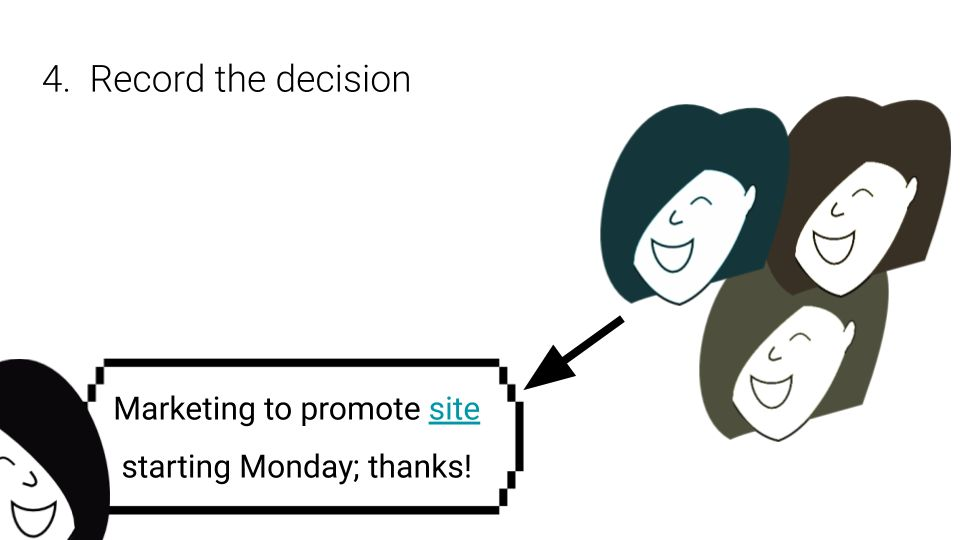 4. Record the decision
Marketing to promote site
starting Monday; thanks!